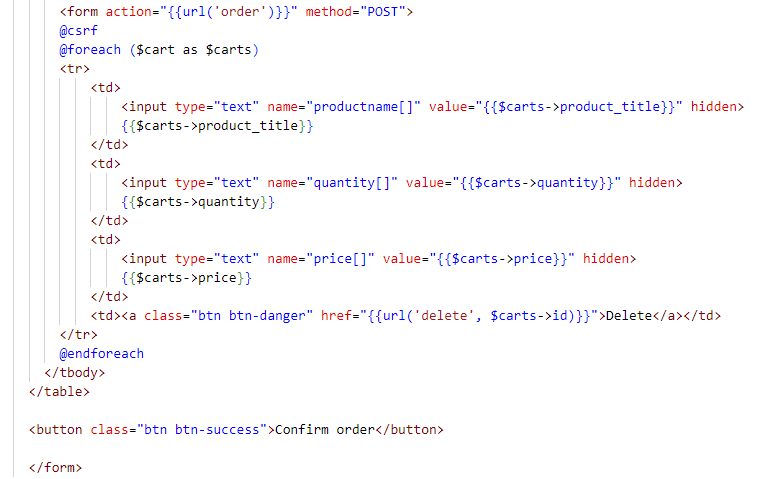 <form action="{{url('order')}}" method="POST">
@csrf
@foreach ($cart as $carts)
<tr>
<td>
<input type="text" name="productname[]" value="{{$carts->product_title}}" hidden>
{{$carts->product_title}}
</td>
<td>
<input type="text" name="quantity[]" value="{{$carts->quantity}}" hidden>
{{$carts->quantity}}
</td>
<td>
<input type="text" name="price[]" value="{{$carts->price}}" hidden>
{{$carts->price}}
</td>
<td><a class="btn btn-danger" href="{{url('delete', $carts->id)}}">Delete</a></td>
</tr>
@endforeach
</tbody>
</table>
<button class="btn btn-success">Confirm order</button>
</form>